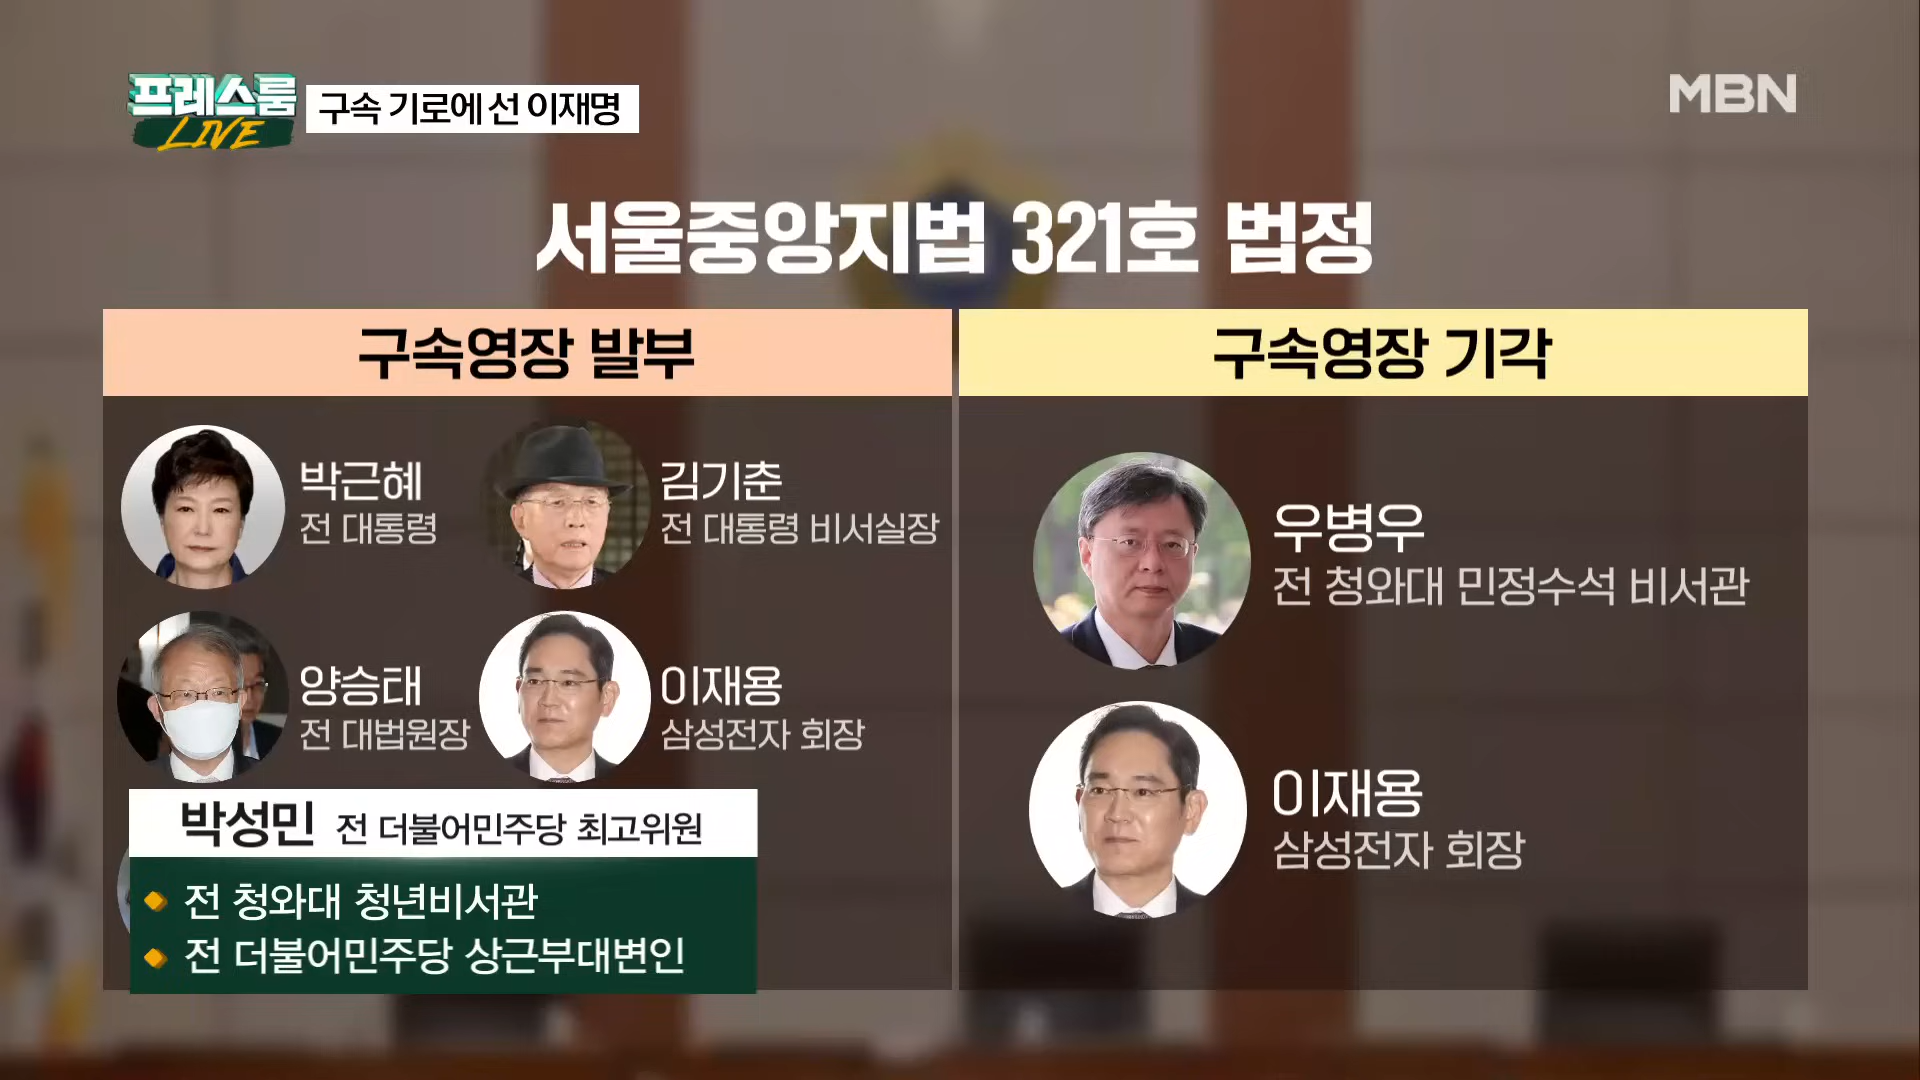 프레스룸
LIVE
구속 기로에 선 이재명
MBN
서울중앙지법 321호 법정
구속영장 발부
박근혜
전 대통령
김기춘
전 대통령 비서실장
양승태
전 대법원장
이재용
삼성전자 회장
구속영장 기각
우병우
전 청와대 민정수석 비서관
이재용
삼성전자 회장
박성민 전 더불어민주당 최고위원
전 청와대 청년비서관
전 더불어민주당 상근부대변인